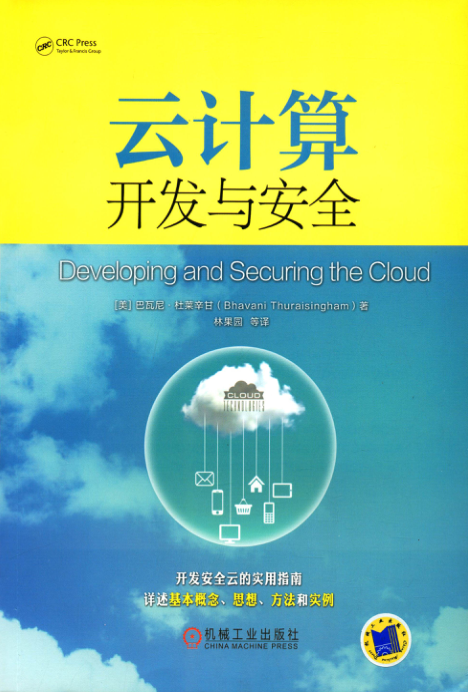 CRC
CRC Press
Taylor & Francis Group
云计算
开发与安全
Developing and Securing the Cloud
[美] 巴瓦尼·杜莱辛甘（Bhavani Thuraisingham）著
林果园 等译
CLOUD
TECHNOLOGIES
开发安全云的实用指南
详述基本概念、思想、方法和实例
机械工业出版社
CHINA MACHINE PRESS